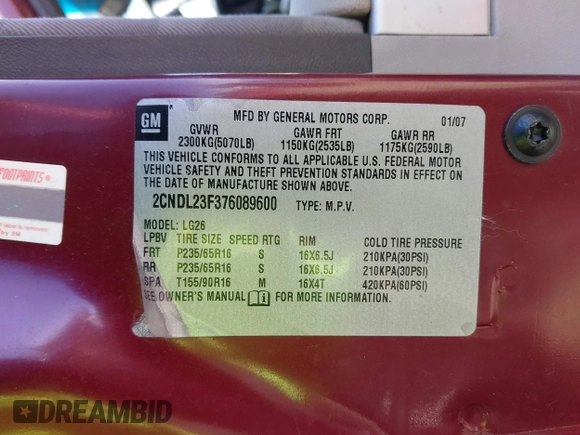 GM
MFD BY GENERAL MOTORS CORP. 01/07
GVWR GAWR FRT GAWR RR
2300KG(5070LB) 1150KG(2535LB) 1175KG(2590LB)
THIS VEHICLE CONFORMS TO ALL APPLICABLE U.S. FEDERAL MOTOR
VEHICLE SAFETY AND THEFT PREVENTION STANDARDS IN EFFECT ON
THE DATE OF MANUFACTURE SHOWN ABOVE.
2CNDL23F376089600 TYPE: M.P.V.
MODEL: LG26
LPBV TIRE SIZE SPEED RTG RIM COLD TIRE PRESSURE
FRT P235/65R16 S 16X6.5J 210KPA(30PSI)
RR P235/65R16 S 16X6.5J 210KPA(30PSI)
SPA T155/90R16 M 16X4T 420KPA(60PSI)
SEE OWNER'S MANUAL FOR MORE INFORMATION.
FOOTPRINTS
by 3M
DREAMBID